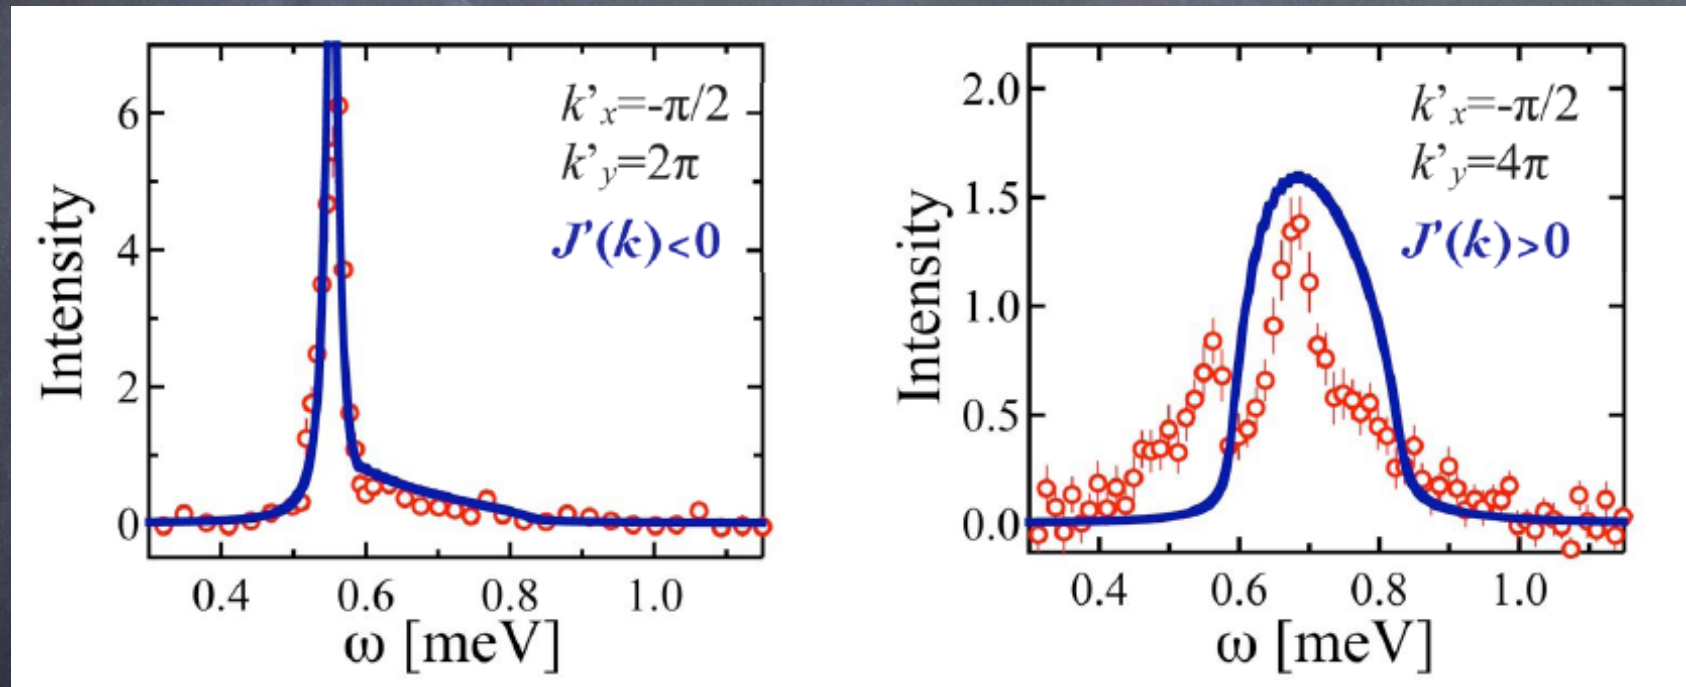 6
4
2
0
Intensity
k’x=-π/2
k’y=2π
J’(k)<0
0.4 0.6 0.8 1.0
ω [meV]
2.0
1.5
1.0
0.5
0.0
Intensity
k’x=-π/2
k’y=4π
J’(k)>0
0.4 0.6 0.8 1.0
ω [meV]